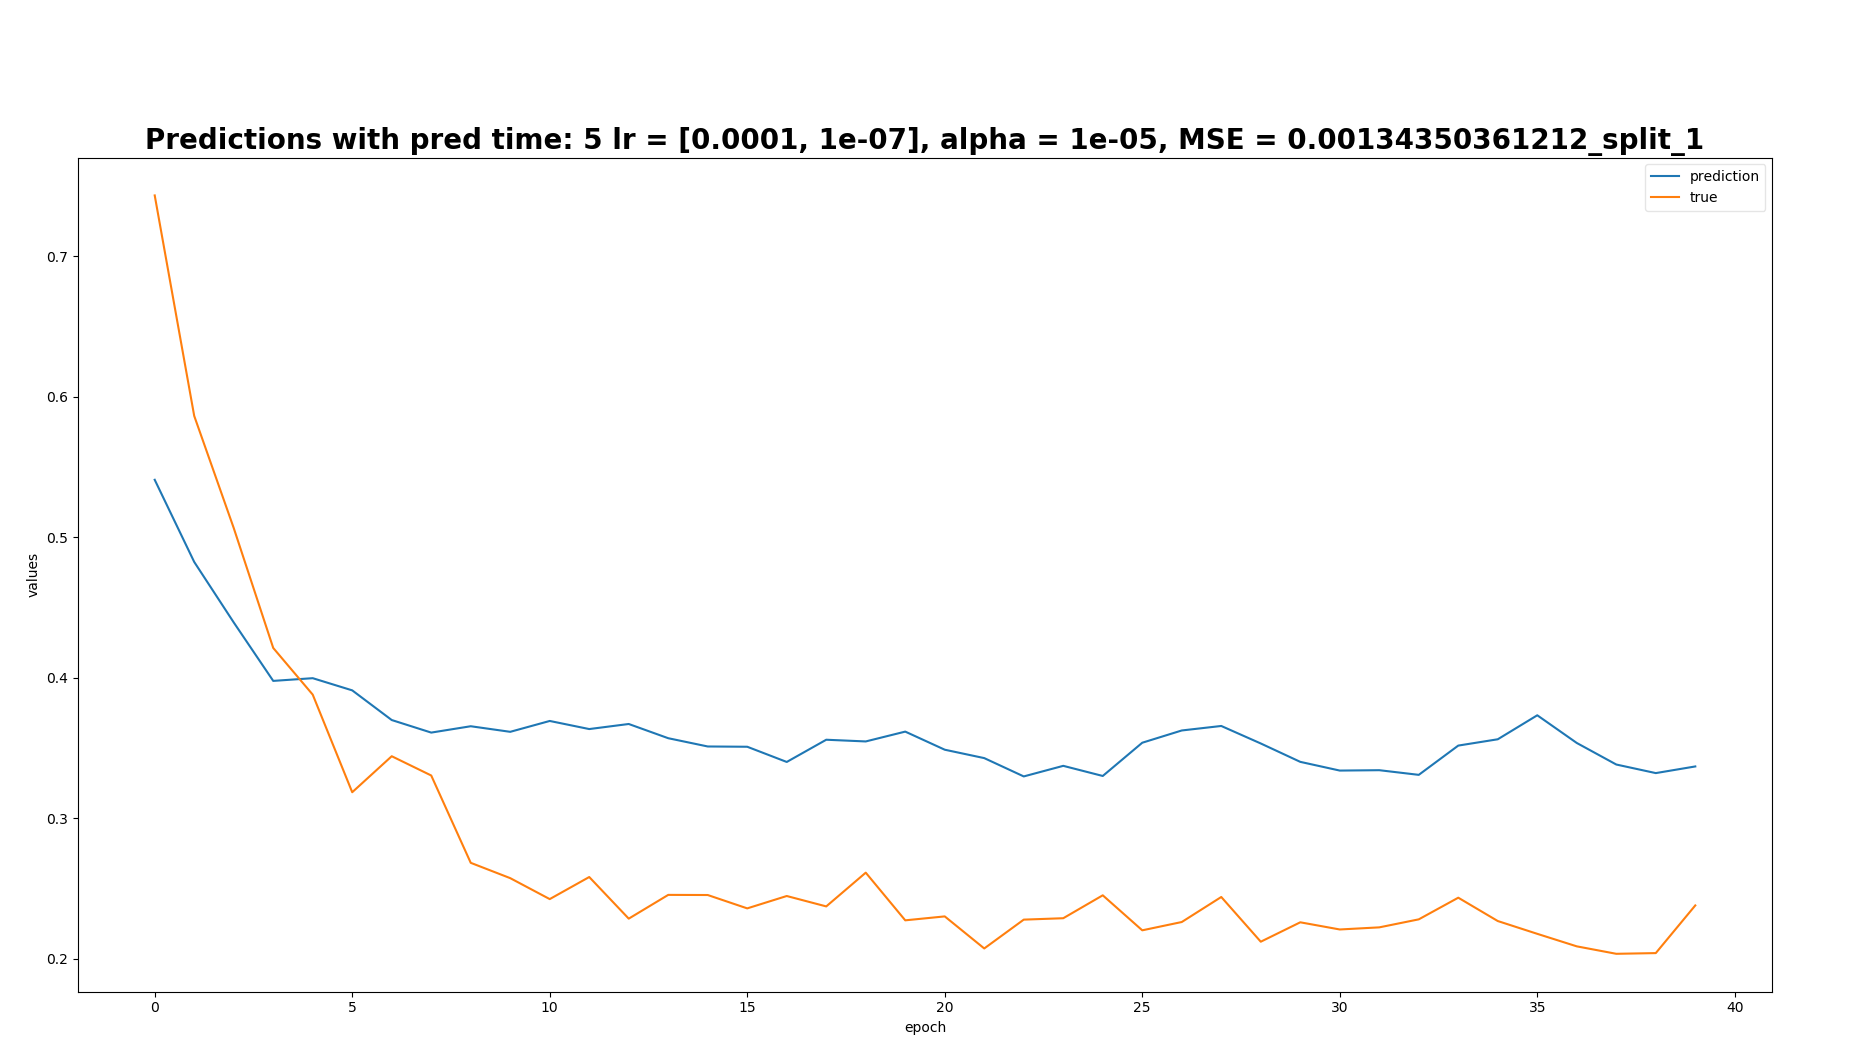 Predictions with pred time: 5 lr = [0.0001, 1e-07], alpha = 1e-05, MSE = 0.00134350361212_split_1
prediction
true
0.7
0.6
0.5
0.4
0.3
0.2
values
0 5 10 15 20 25 30 35 40
epoch